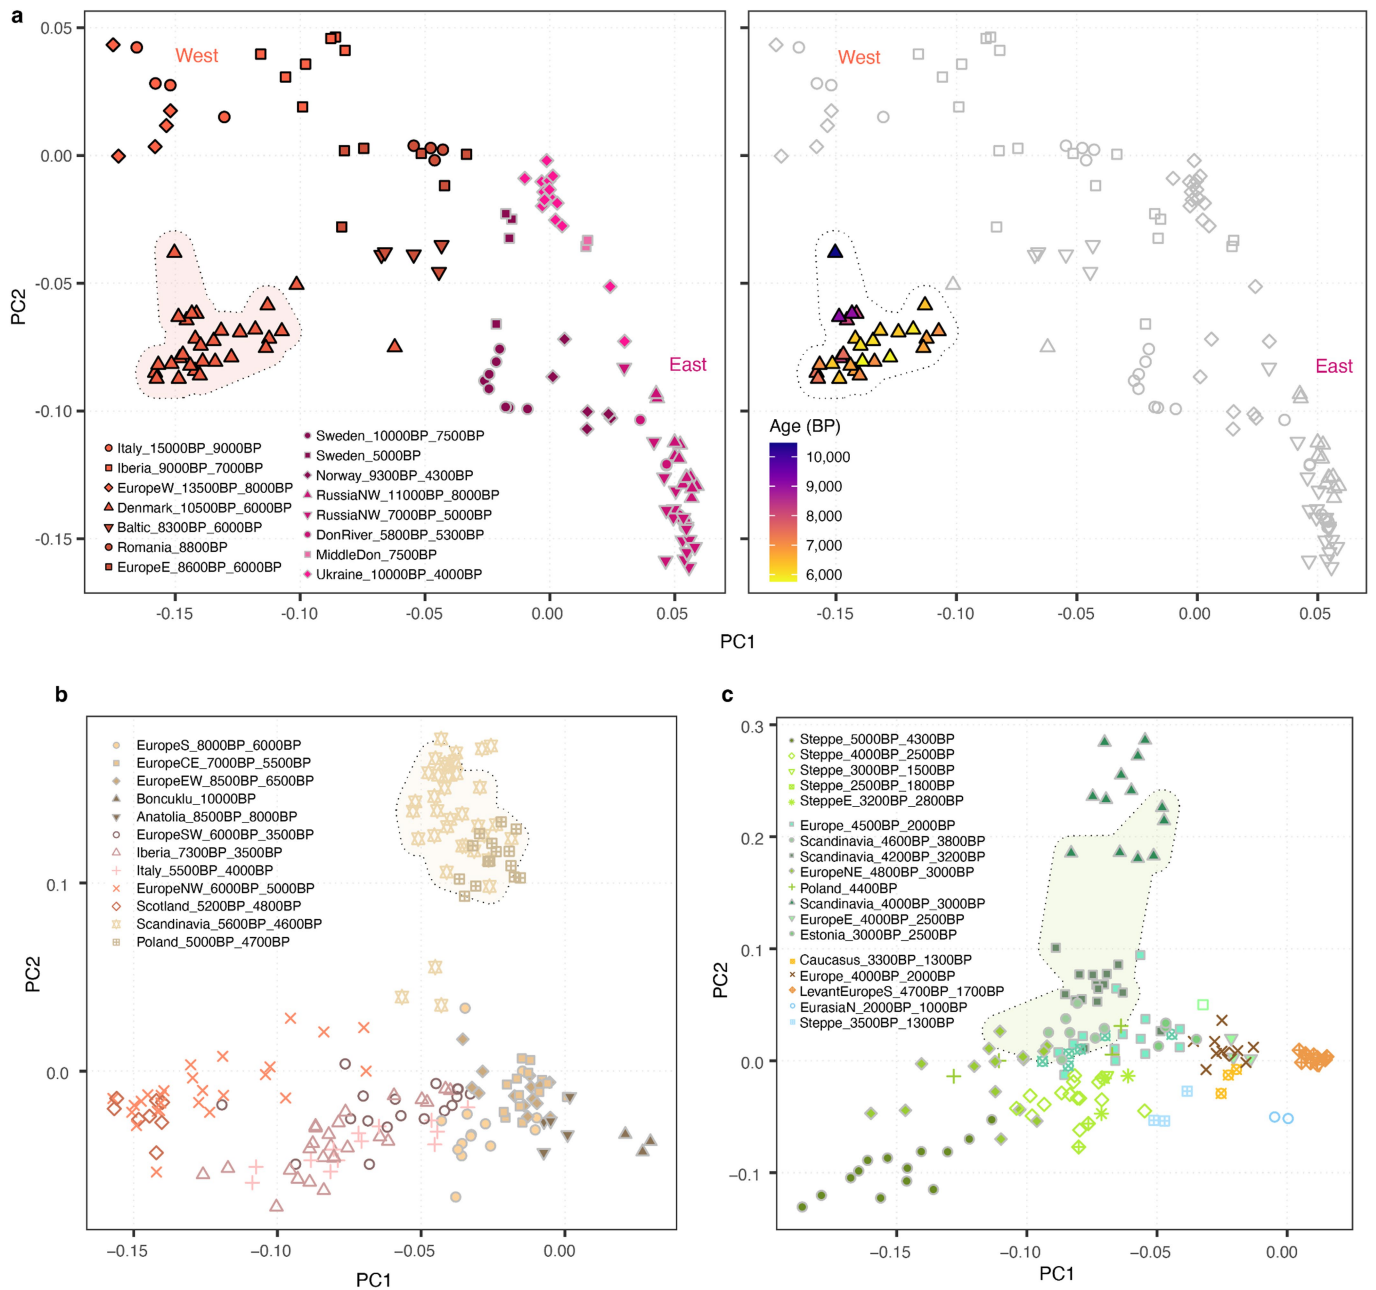 a
0.05
0.00
-0.05
-0.10
-0.15
PC2
West
East
Italy_15000BP_9000BP
Iberia_9000BP_7000BP
EuropeW_13500BP_8000BP
Denmark_10500BP_6000BP
Baltic_8300BP_6000BP
Romania_8800BP
EuropeE_8600BP_6000BP
Sweden_10000BP_7500BP
Sweden_5000BP
Norway_9300BP_4300BP
RussiaNW_11000BP_8000BP
RussiaNW_7000BP_5000BP
DonRiver_5800BP_5300BP
MiddleDon_7500BP
Ukraine_10000BP_4000BP
-0.15 -0.10 -0.05 0.00 0.05
West
East
Age (BP)
10,000
9,000
8,000
7,000
6,000
-0.15 -0.10 -0.05 0.00 0.05
PC1
b
EuropeS_8000BP_6000BP
EuropeCE_7000BP_5500BP
EuropeEW_8500BP_6500BP
Boncuklu_10000BP
Anatolia_8500BP_8000BP
EuropeSW_6000BP_3500BP
Iberia_7300BP_3500BP
Italy_5500BP_4000BP
EuropeNW_6000BP_5000BP
Scotland_5200BP_4800BP
Scandinavia_5600BP_4600BP
Poland_5000BP_4700BP
0.1
0.0
PC2
−0.15 −0.10 −0.05 0.00
PC1
c
0.3
0.2
0.1
0.0
−0.1
PC2
Steppe_5000BP_4300BP
Steppe_4000BP_2500BP
Steppe_3000BP_1500BP
Steppe_2500BP_1800BP
SteppeE_3200BP_2800BP
Europe_4500BP_2000BP
Scandinavia_4600BP_3800BP
Scandinavia_4200BP_3200BP
EuropeNE_4800BP_3000BP
Poland_4400BP
Scandinavia_4000BP_3000BP
EuropeE_4000BP_2500BP
Estonia_3000BP_2500BP
Caucasus_3300BP_1300BP
Europe_4000BP_2000BP
LevantEuropeS_4700BP_1700BP
EurasiaN_2000BP_1000BP
Steppe_3500BP_1300BP
−0.15 −0.10 −0.05 0.00
PC1